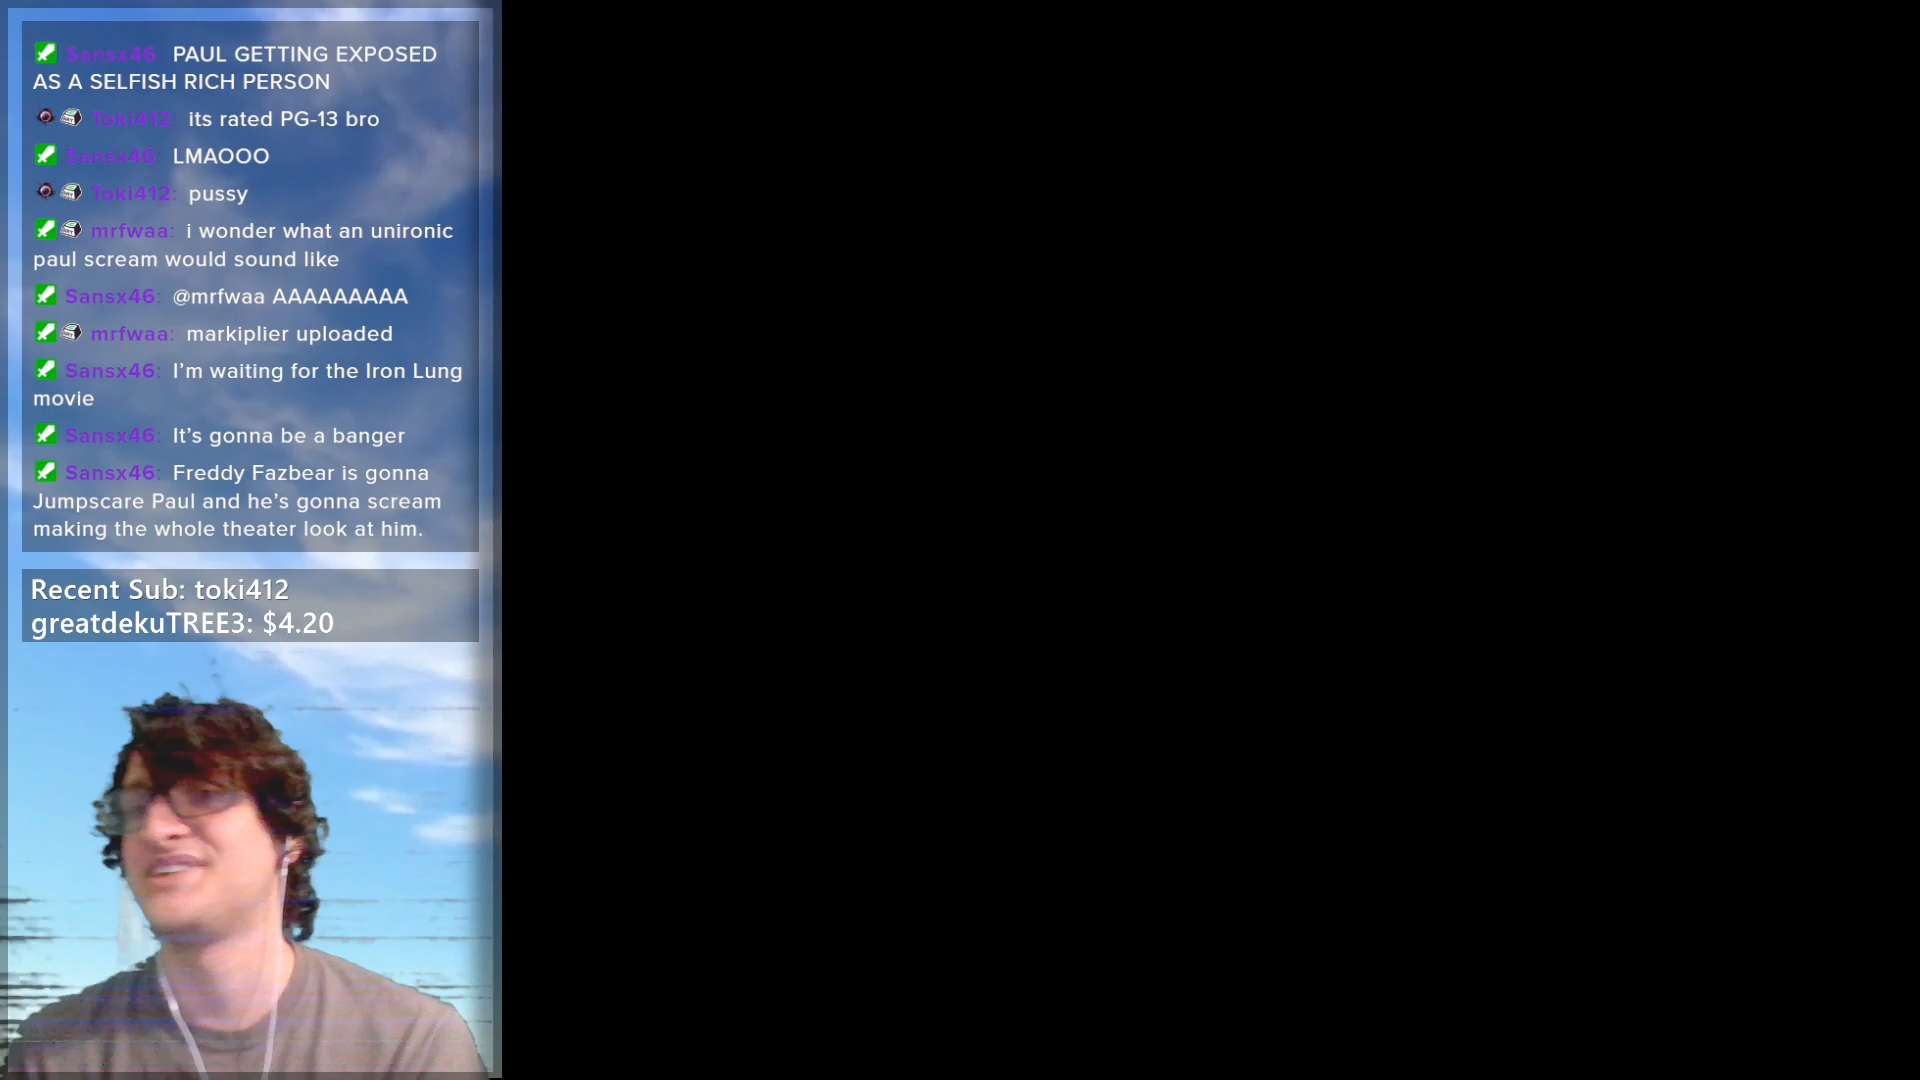 Sansx46: PAUL GETTING EXPOSED
AS A SELFISH RICH PERSON
Toki412: its rated PG-13 bro
Sansx46: LMAOOO
Toki412: pussy
mrfwaa: i wonder what an unironic
paul scream would sound like
Sansx46: @mrfwaa AAAAAAAAA
mrfwaa: markiplier uploaded
Sansx46: I’m waiting for the Iron Lung
movie
Sansx46: It’s gonna be a banger
Sansx46: Freddy Fazbear is gonna
Jumpscare Paul and he’s gonna scream
making the whole theater look at him.
Recent Sub: toki412
greatdekuTREE3: $4.20